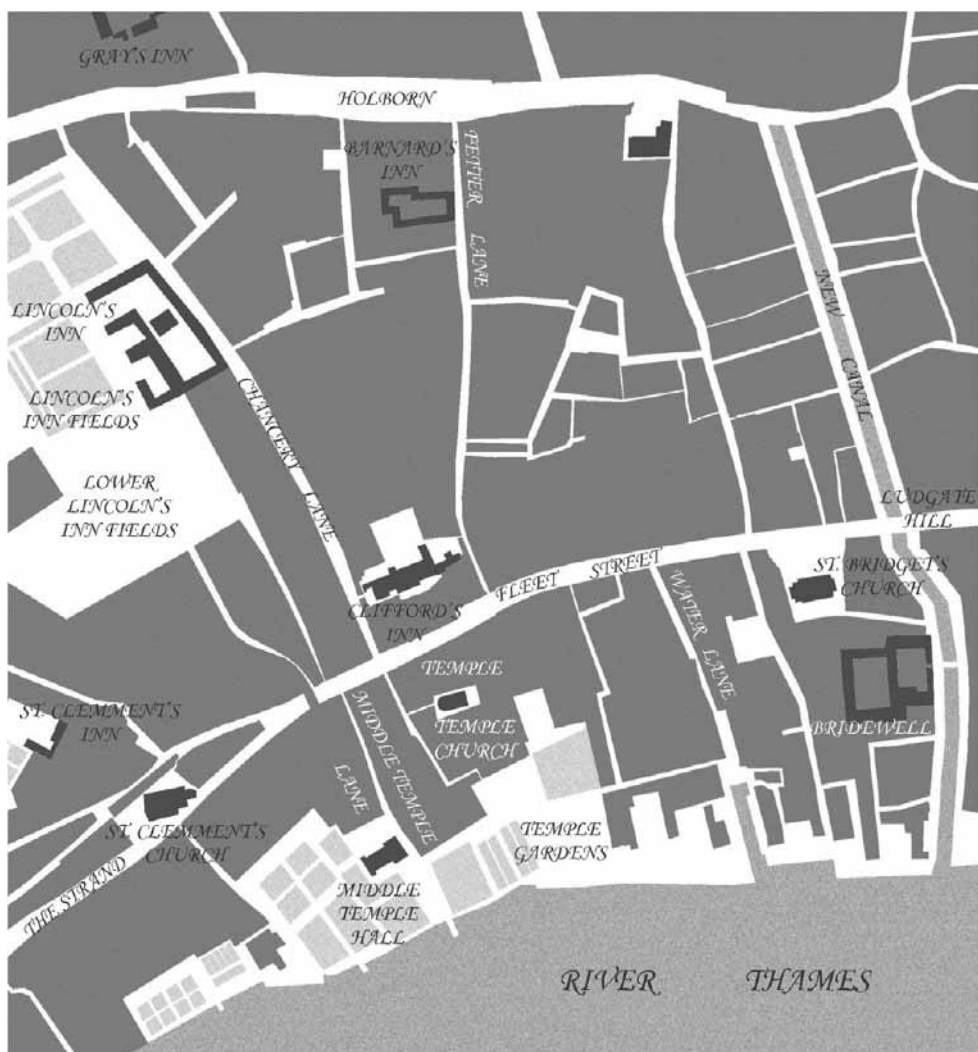 GRAY'S INN
HOLBORN
BARNARD'S
INN
FETTER LANE
LINCOLN'S
INN
NEW CANAL
LINCOLN'S
INN FIELDS
CHANCERY LANE
LOWER
LINCOLN'S
INN FIELDS
LUDGATE
HILL
FLEET STREET
ST. BRIDGET'S
CHURCH
CLIFFORD'S
INN
WATER LANE
TEMPLE
ST. CLEMMENT'S
INN
TEMPLE
CHURCH
BRIDEWELL
MIDDLE TEMPLE
LANE
ST. CLEMMENT'S
CHURCH
TEMPLE
GARDENS
THE STRAND
MIDDLE
TEMPLE
HALL
RIVER THAMES